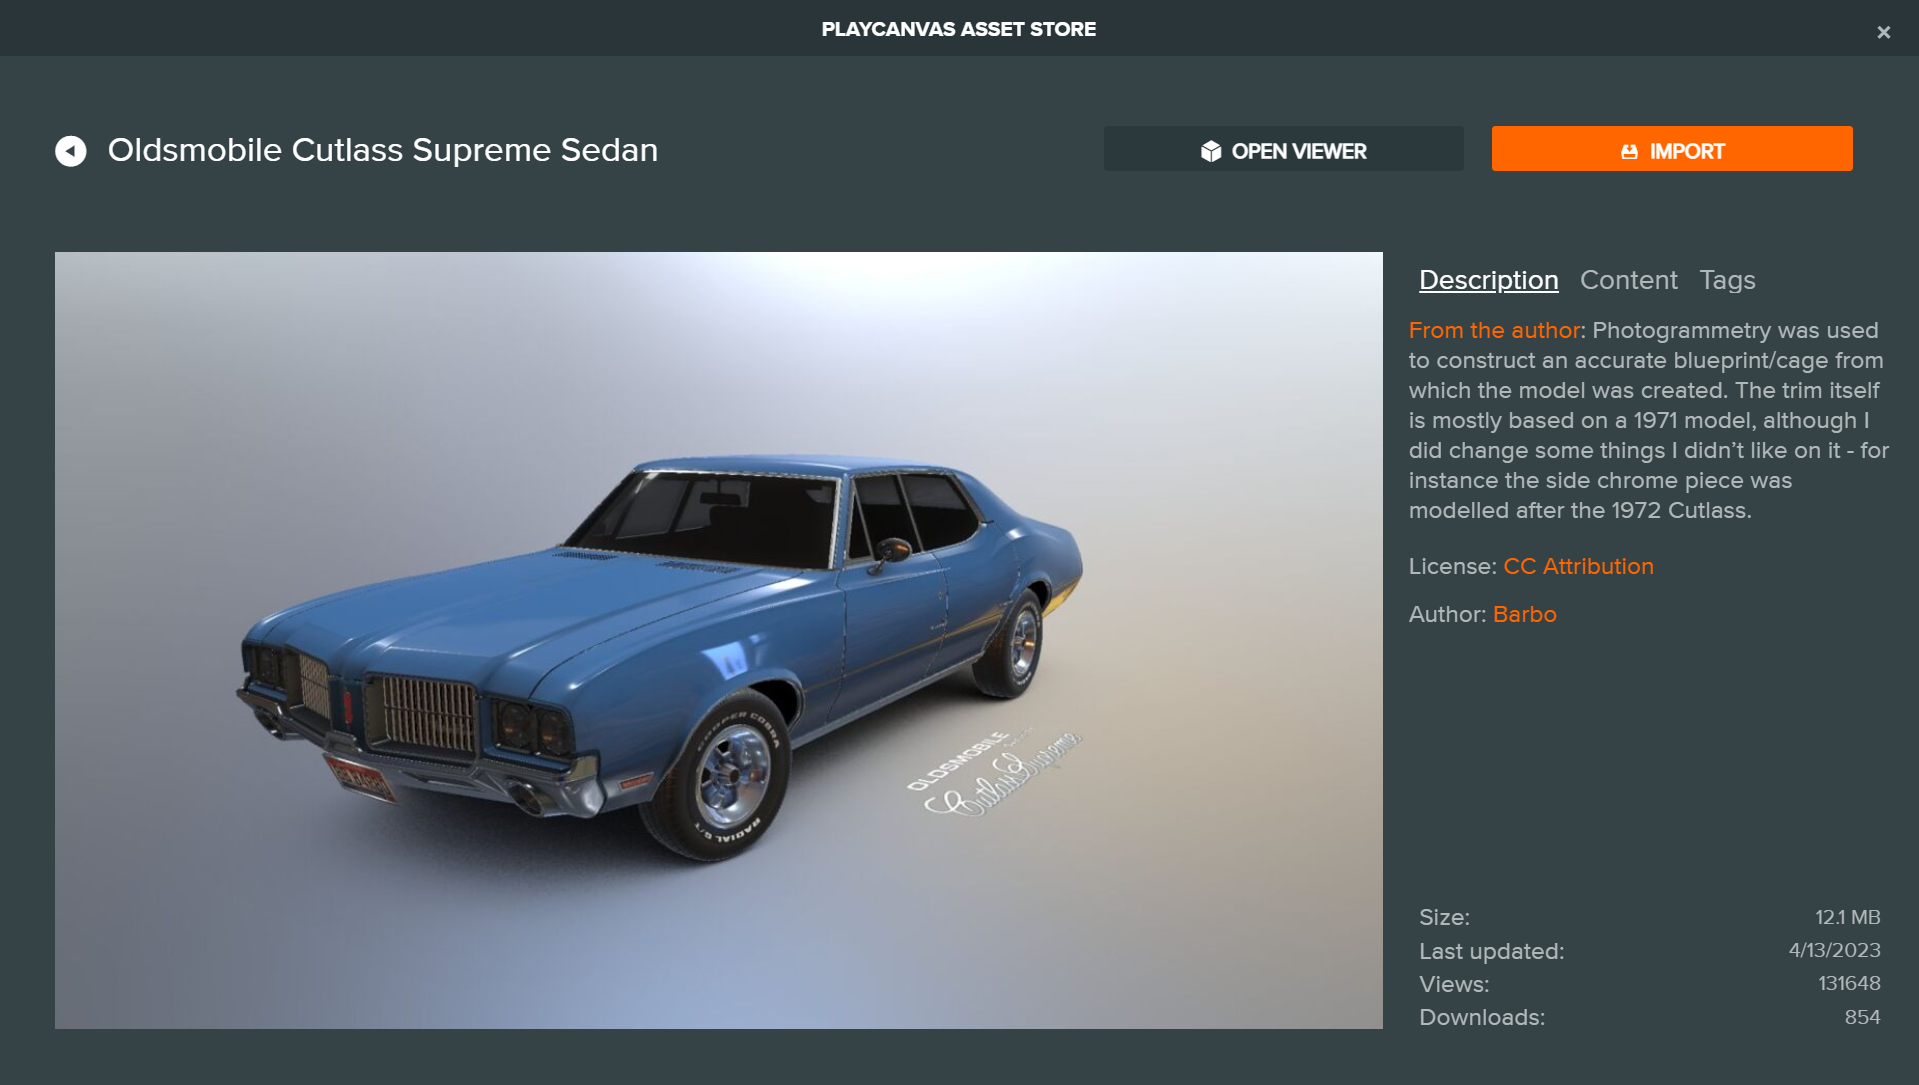 PLAYCANVAS ASSET STORE
×
Oldsmobile Cutlass Supreme Sedan
OPEN VIEWER
IMPORT
Description Content Tags
From the author: Photogrammetry was used
to construct an accurate blueprint/cage from
which the model was created. The trim itself
is mostly based on a 1971 model, although I
did change some things I didn’t like on it - for
instance the side chrome piece was
modelled after the 1972 Cutlass.
License: CC Attribution
Author: Barbo
COOPER COBRA
RADIAL G/T
OLDSMOBILE
Cutlass Supreme
Size: 12.1 MB
Last updated: 4/13/2023
Views: 131648
Downloads: 854